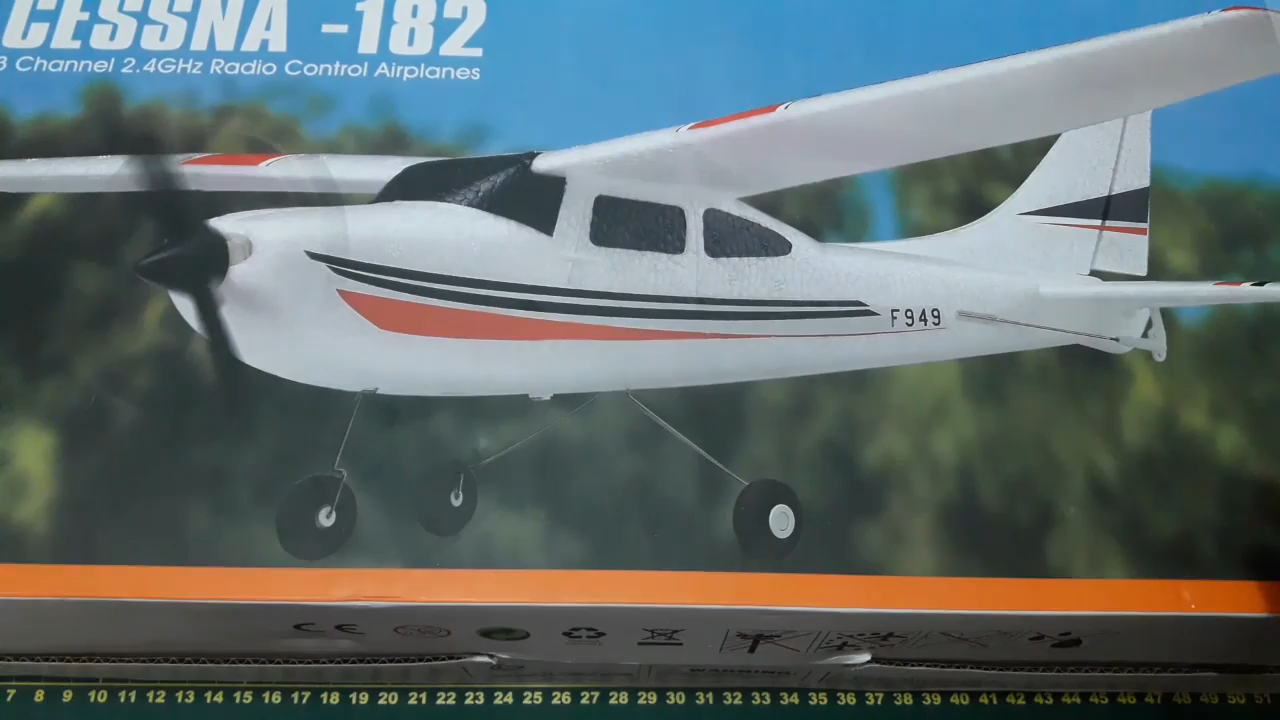 CESSNA -182
3 Channel 2.4GHz Radio Control Airplanes
F949
CE
WARNING:
7 8 9 10 11 12 13 14 15 16 17 18 19 20 21 22 23 24 25 26 27 28 29 30 31 32 33 34 35 36 37 38 39 40 41 42 43 44 45 46 47 48 49 50 51